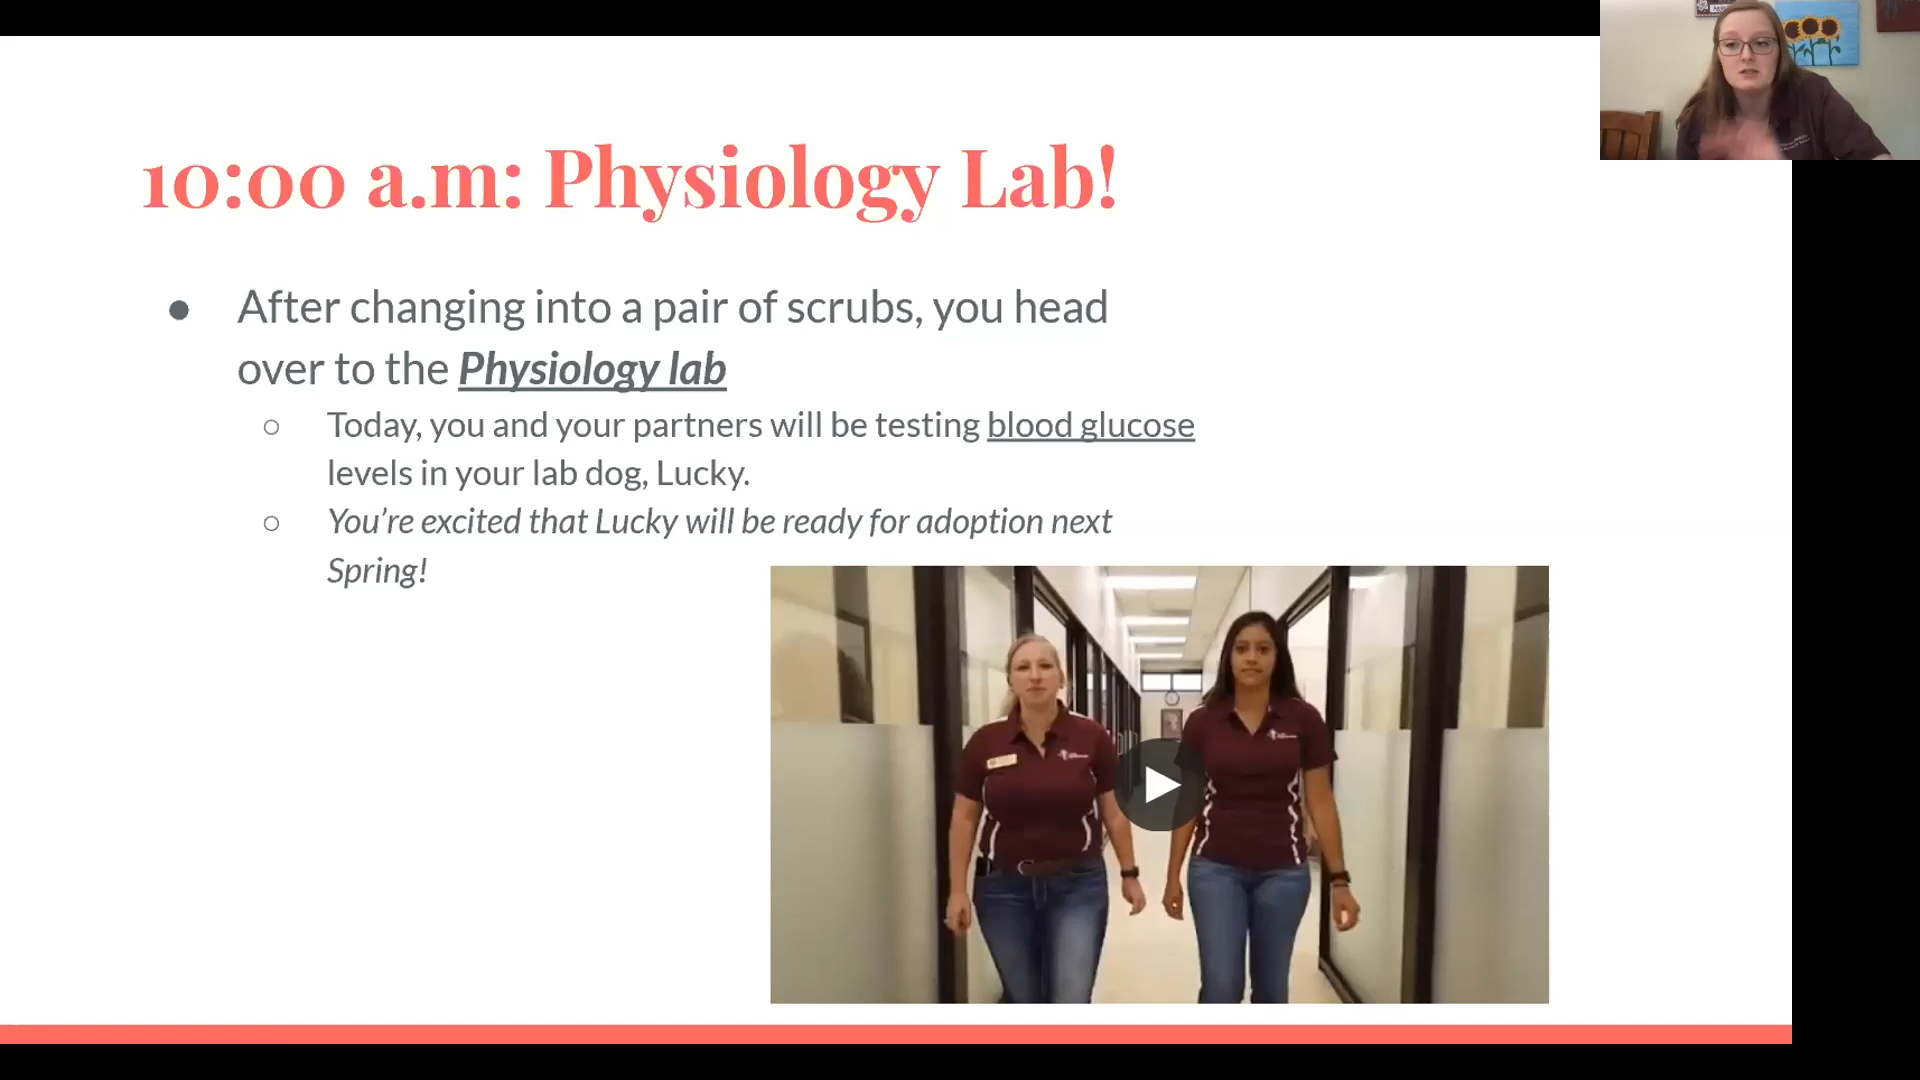 10:00 a.m: Physiology Lab!
● After changing into a pair of scrubs, you head
over to the Physiology lab
○ Today, you and your partners will be testing blood glucose
levels in your lab dog, Lucky.
○ You’re excited that Lucky will be ready for adoption next
Spring!